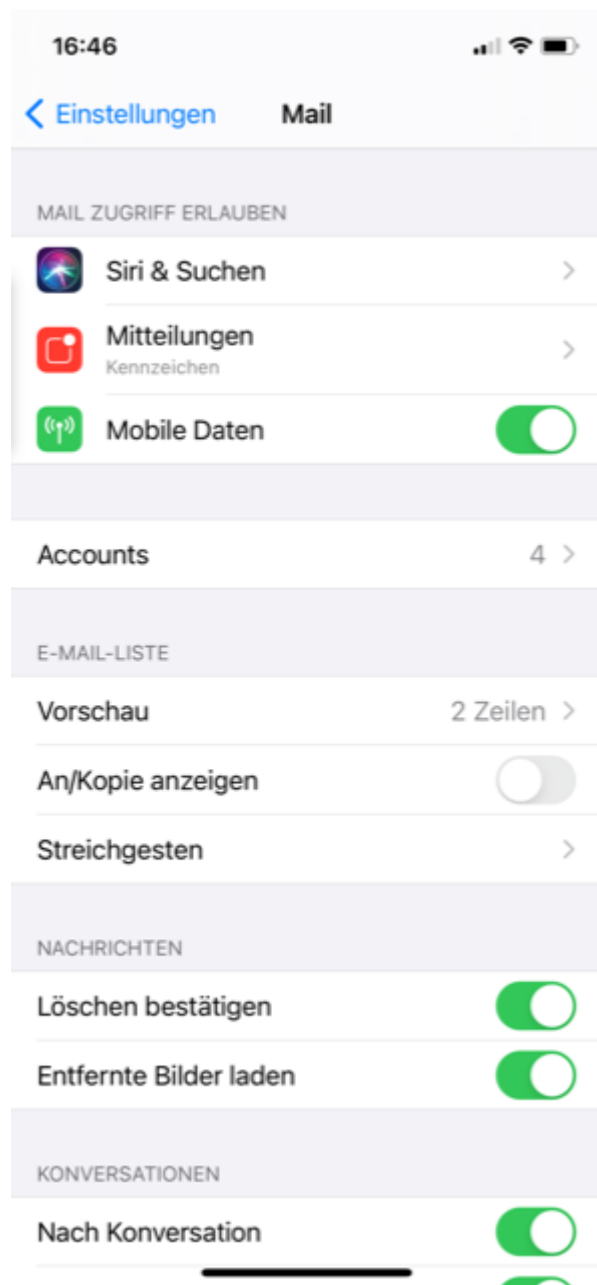 16:46
Einstellungen Mail
MAIL ZUGRIFF ERLAUBEN
Siri & Suchen
Mitteilungen
Kennzeichen
Mobile Daten
Accounts 4
E-MAIL-LISTE
Vorschau 2 Zeilen
An/Kopie anzeigen
Streichgesten
NACHRICHTEN
Löschen bestätigen
Entfernte Bilder laden
KONVERSATIONEN
Nach Konversation